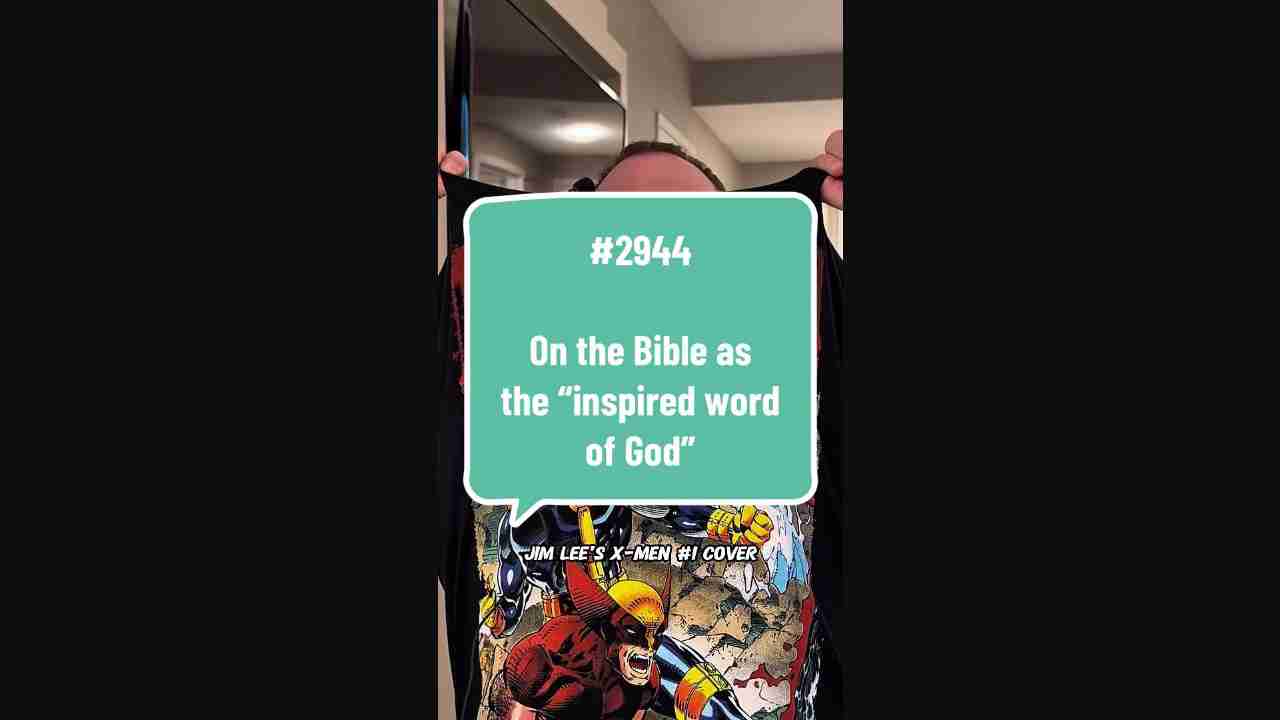 #2944
On the Bible as
the “inspired word
of God”
JIM LEE'S X-MEN #1 COVER